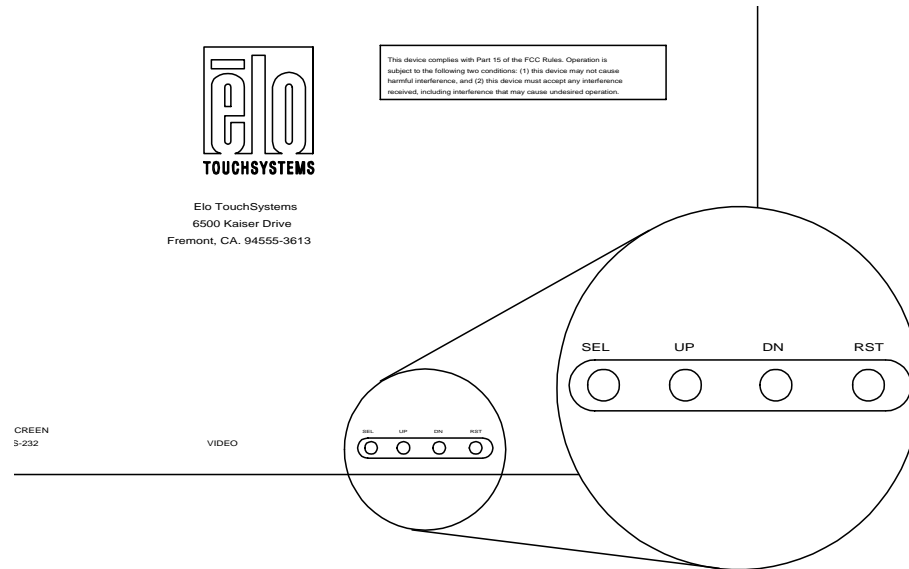 ēlo
TOUCHSYSTEMS
This device complies with Part 15 of the FCC Rules. Operation is
subject to the following two conditions: (1) this device may not cause
harmful interference, and (2) this device must accept any interference
received, including interference that may cause undesired operation.
Elo TouchSystems
6500 Kaiser Drive
Fremont, CA. 94555-3613
SEL UP DN RST
SEL UP DN RST
CREEN
S-232
VIDEO